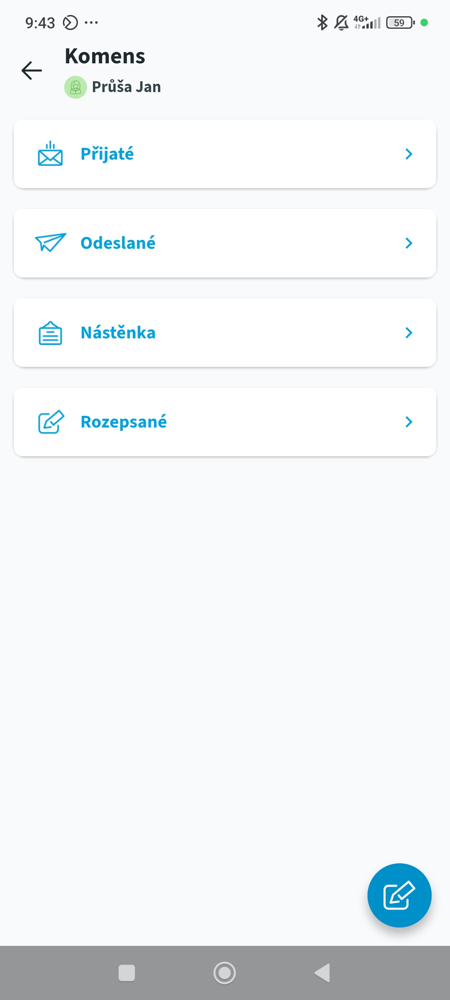 9:43
4G+
59
Komens
Průša Jan
Přijaté
Odeslané
Nástěnka
Rozepsané